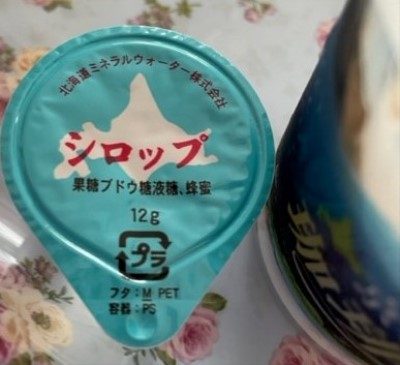 北海道ミネラルウォーター株式会社
シロップ
果糖ブドウ糖液糖、蜂蜜
12g
プラ
フタ:M PET
容器:PS